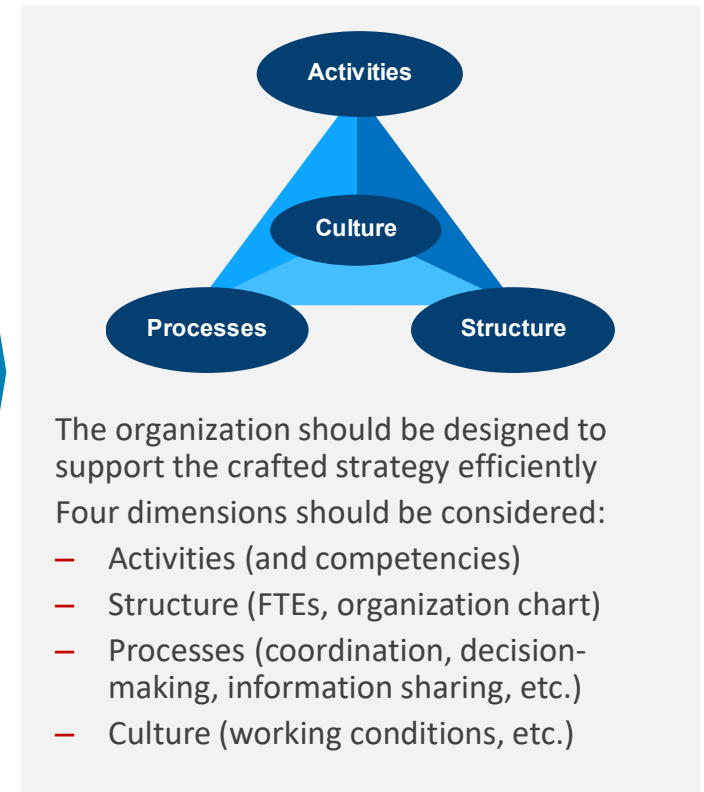 Activities
Culture
Processes
Structure
The organization should be designed to
support the crafted strategy efficiently
Four dimensions should be considered:
– Activities (and competencies)
– Structure (FTEs, organization chart)
– Processes (coordination, decision-
making, information sharing, etc.)
– Culture (working conditions, etc.)